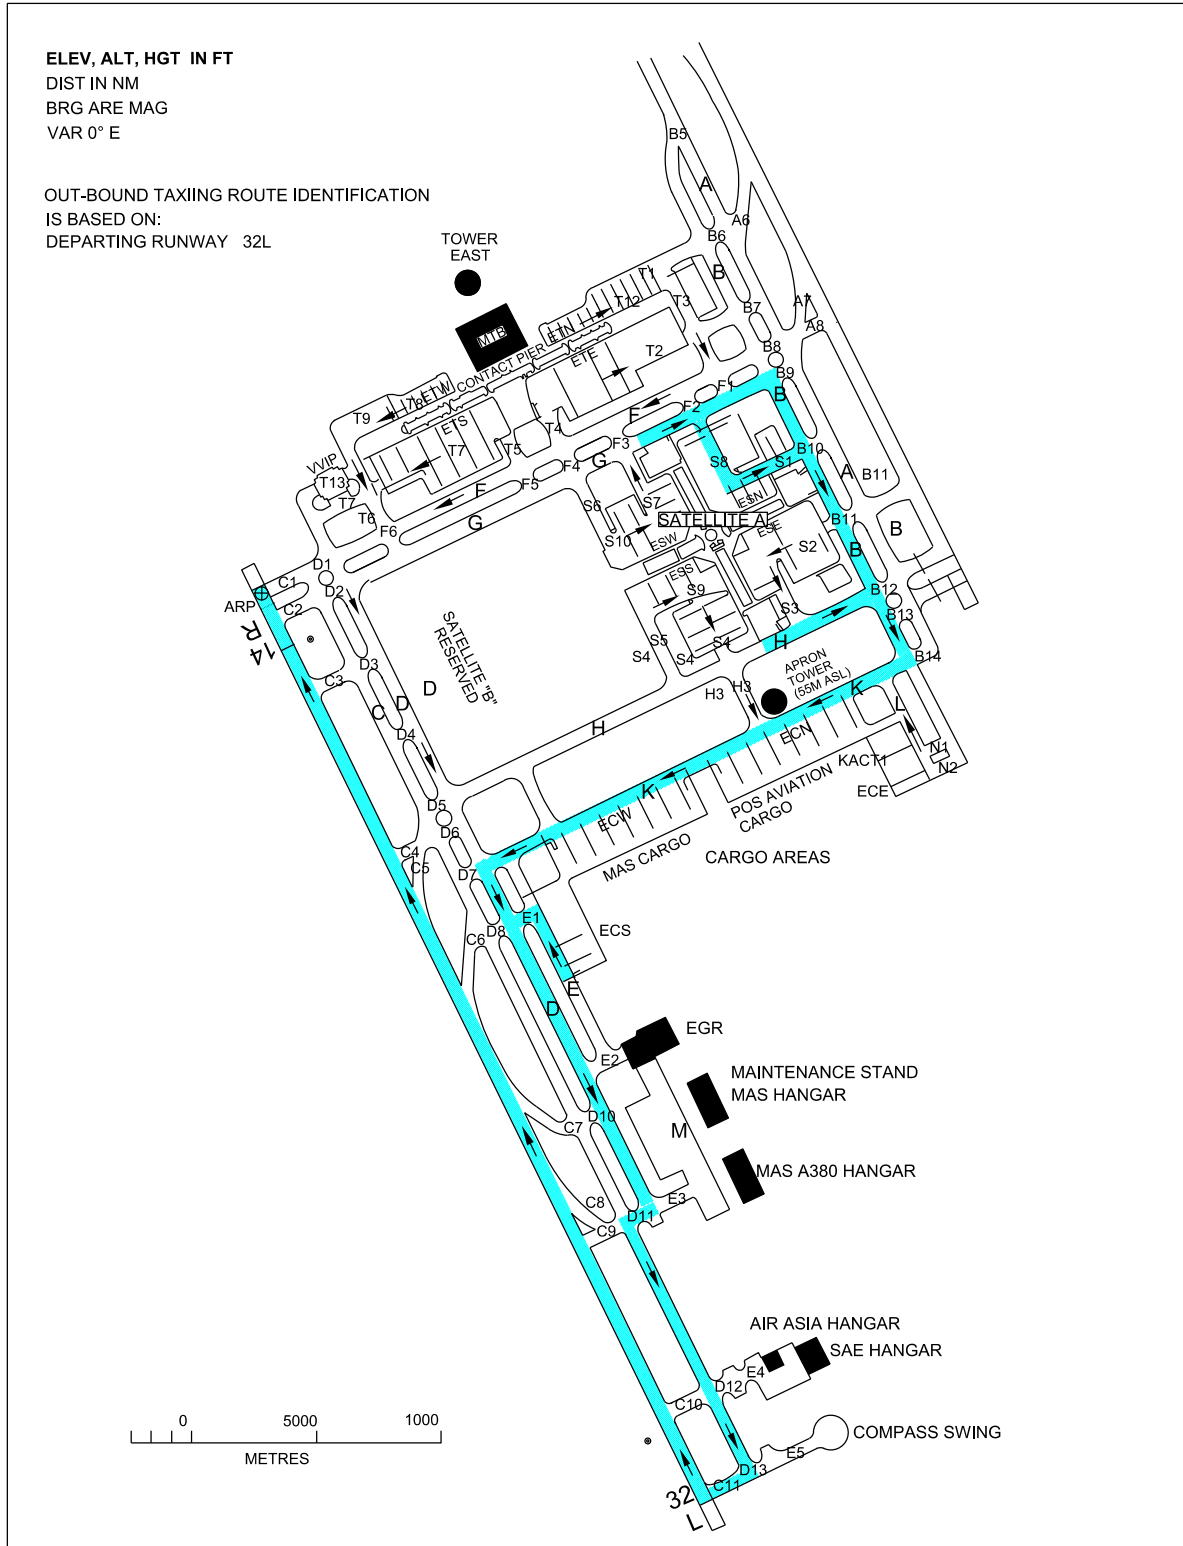 ELEV, ALT, HGT IN FT
DIST IN NM
BRG ARE MAG
VAR 0° E
OUT-BOUND TAXIING ROUTE IDENTIFICATION
IS BASED ON:
DEPARTING RUNWAY 32L
TOWER
EAST
MTB
CONTACT PIER
ETN
ETE
ETW
ETS
T1
T12
T3
T2
T8
T9
T7
T5
T4
VVIP
T13
T7
T6
B5
A
A6
B6
B
B7
A7
A8
B8
B9
B
B10
A
B11
B11
B
B
B12
B13
B14
F1
F2
F
F3
G
F4
F5
F
G
F6
S8
S1
ESN
S7
S6
SATELLITE A
S10
ESW
ESE
S2
ESS
S9
S3
S5
S4
S4
S4
H
H3
H3
APRON
TOWER
(55M ASL)
K
L
N1
N2
KACT1
ECE
ECN
POS AVIATION
CARGO
H
K
ECW
MAS CARGO
CARGO AREAS
SATELLITE "B"
RESERVED
C1
D1
ARP
C2
D2
14
R
D3
C3
C
D
D
D4
D5
D6
C4
C5
D7
D8
E1
C6
ECS
E
D
EGR
E2
MAINTENANCE STAND
MAS HANGAR
D10
C7
M
MAS A380 HANGAR
C8
E3
D11
C9
AIR ASIA HANGAR
SAE HANGAR
E4
D12
C10
COMPASS SWING
E5
D13
C11
32
L
0 5000 1000
METRES